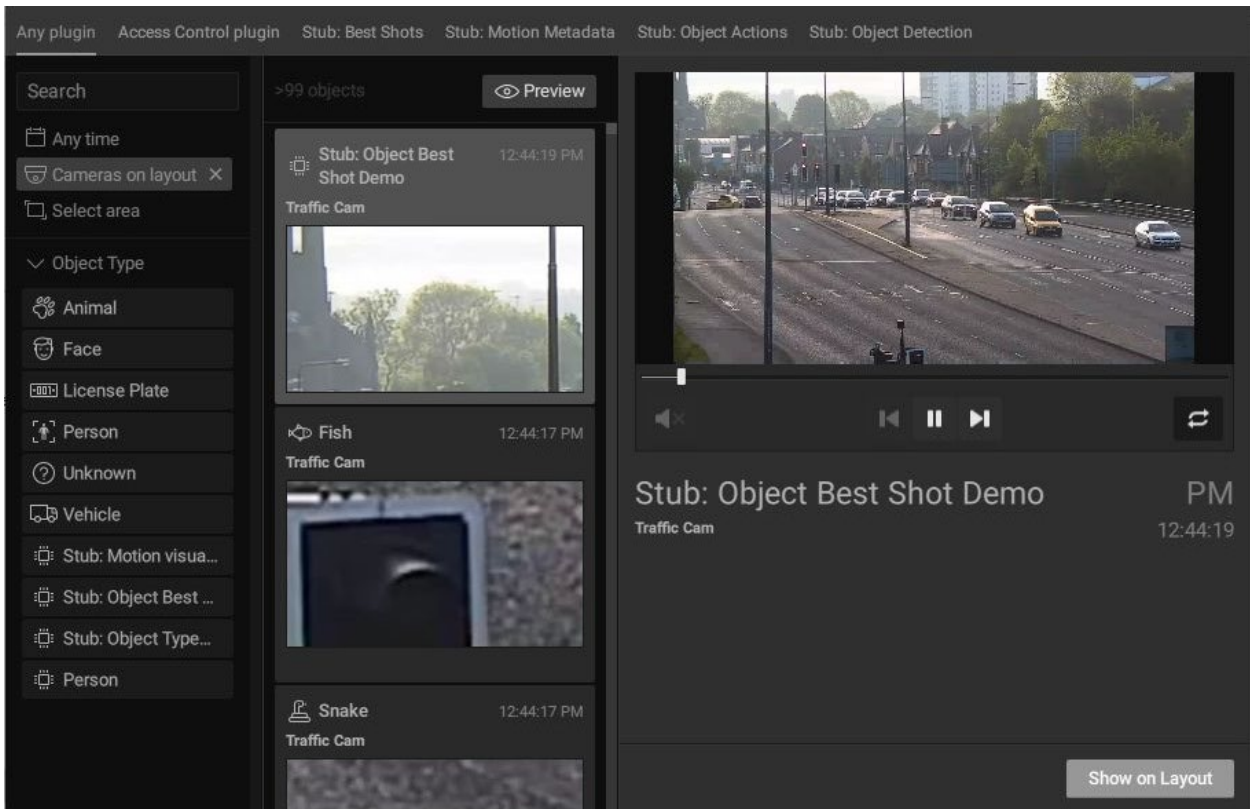 Any plugin Access Control plugin Stub: Best Shots Stub: Motion Metadata Stub: Object Actions Stub: Object Detection
Search
Any time
Cameras on layout
Select area
Object Type
Animal
Face
License Plate
Person
Unknown
Vehicle
Stub: Motion visua...
Stub: Object Best ...
Stub: Object Type...
Person
>99 objects Preview
Stub: Object Best 12:44:19 PM
Shot Demo
Traffic Cam
Fish 12:44:17 PM
Traffic Cam
Snake 12:44:17 PM
Traffic Cam
Stub: Object Best Shot Demo PM
Traffic Cam 12:44:19
Show on Layout